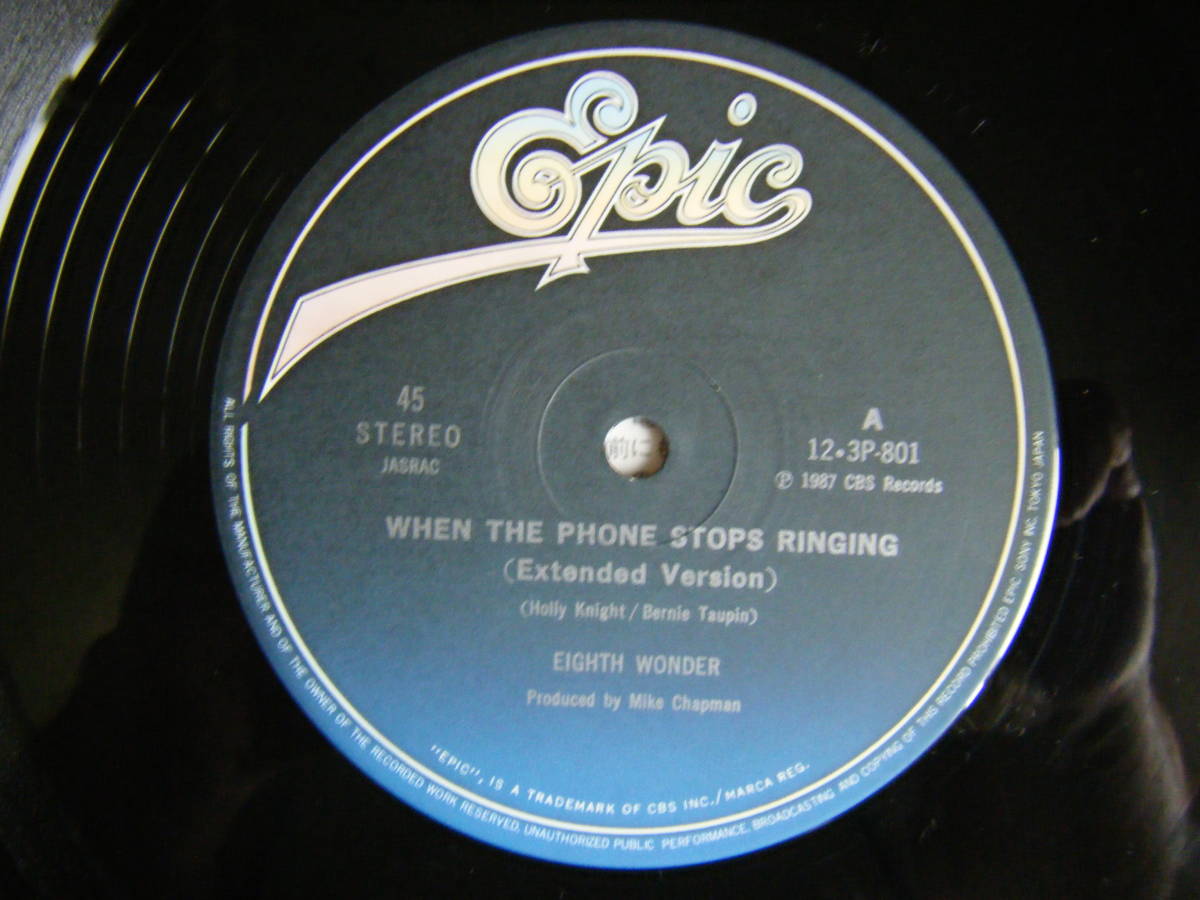 Epic
45
STEREO
JASRAC
A
12・3P-801
Ⓟ 1987 CBS Records
前に
WHEN THE PHONE STOPS RINGING
(Extended Version)
(Holly Knight / Bernie Taupin)
EIGHTH WONDER
Produced by Mike Chapman
"EPIC", IS A TRADEMARK OF CBS INC./MARCA REG.
ALL RIGHTS OF THE MANUFACTURER AND OF THE OWNER OF THE RECORDED WORK RESERVED. UNAUTHORIZED PUBLIC PERFORMANCE, BROADCASTING AND COPYING OF THIS RECORD PROHIBITED EPIC SONY INC. TOKYO JAPAN